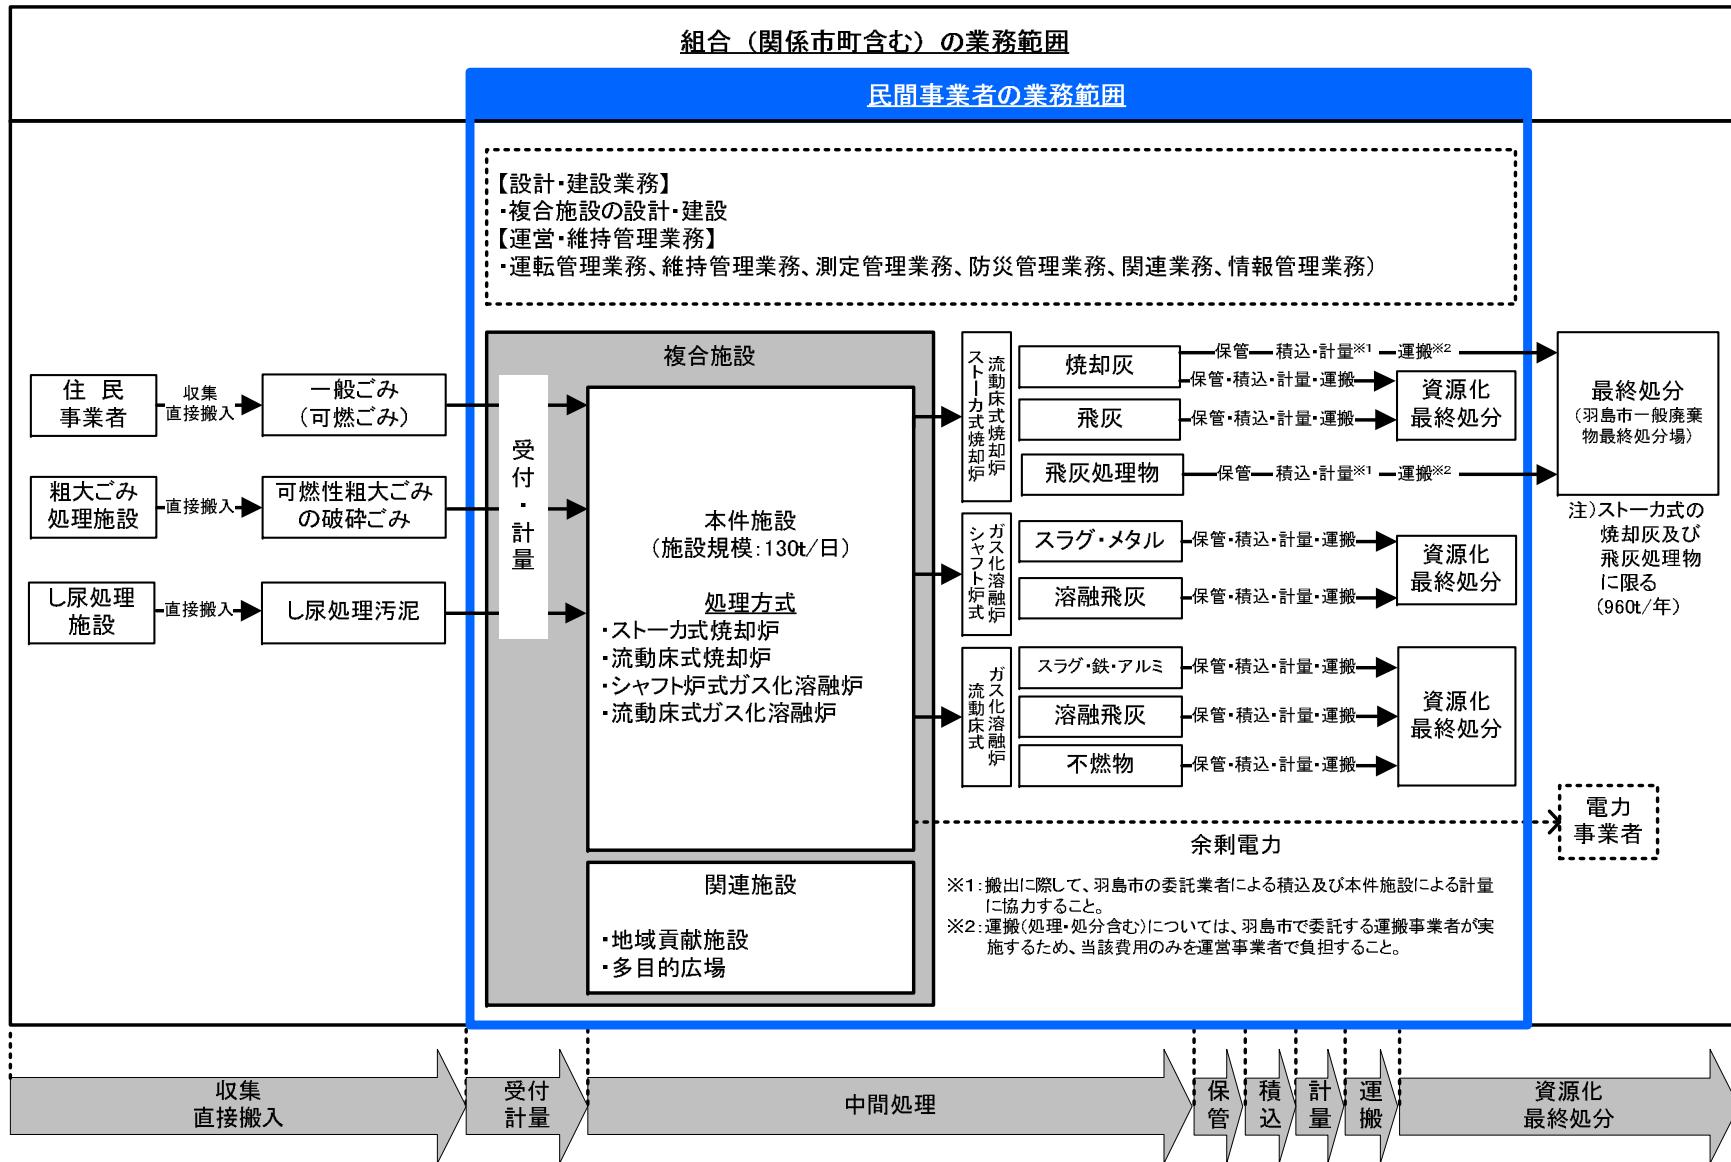 組合（関係市町含む）の業務範囲
民間事業者の業務範囲
【設計・建設業務】
・複合施設の設計・建設
【運営・維持管理業務】
・運転管理業務、維持管理業務、測定管理業務、防災管理業務、関連業務、情報管理業務）
住　民
事業者
収集
直接搬入
一般ごみ
（可燃ごみ）
粗大ごみ
処理施設
直接搬入
可燃性粗大ごみ
の破砕ごみ
し尿処理
施設
直接搬入
し尿処理汚泥
複合施設
受付・計量
本件施設
（施設規模：130t/日）
処理方式
・ストーカ式焼却炉
・流動床式焼却炉
・シャフト炉式ガス化溶融炉
・流動床式ガス化溶融炉
関連施設
・地域貢献施設
・多目的広場
流動床式焼却炉
ストーカ式焼却炉
焼却灰
保管 積込・計量※1 運搬※2
保管・積込・計量・運搬
飛灰
保管・積込・計量・運搬
資源化
最終処分
飛灰処理物
保管 積込・計量※1 運搬※2
最終処分
（羽島市一般廃棄
物最終処分場）
注）ストーカ式の
焼却灰及び
飛灰処理物
に限る
（960t/年）
ガス化溶融炉
シャフト炉式
スラグ・メタル
保管・積込・計量・運搬
溶融飛灰
保管・積込・計量・運搬
資源化
最終処分
ガス化溶融炉
流動床式
スラグ・鉄・アルミ
保管・積込・計量・運搬
溶融飛灰
保管・積込・計量・運搬
不燃物
保管・積込・計量・運搬
資源化
最終処分
余剰電力
電力
事業者
※1：搬出に際して、羽島市の委託業者による積込及び本件施設による計量
に協力すること。
※2：運搬（処理・処分含む）については、羽島市で委託する運搬事業者が実
施するため、当該費用のみを運営事業者で負担すること。
収集
直接搬入
受付
計量
中間処理
保管
積込
計量
運搬
資源化
最終処分